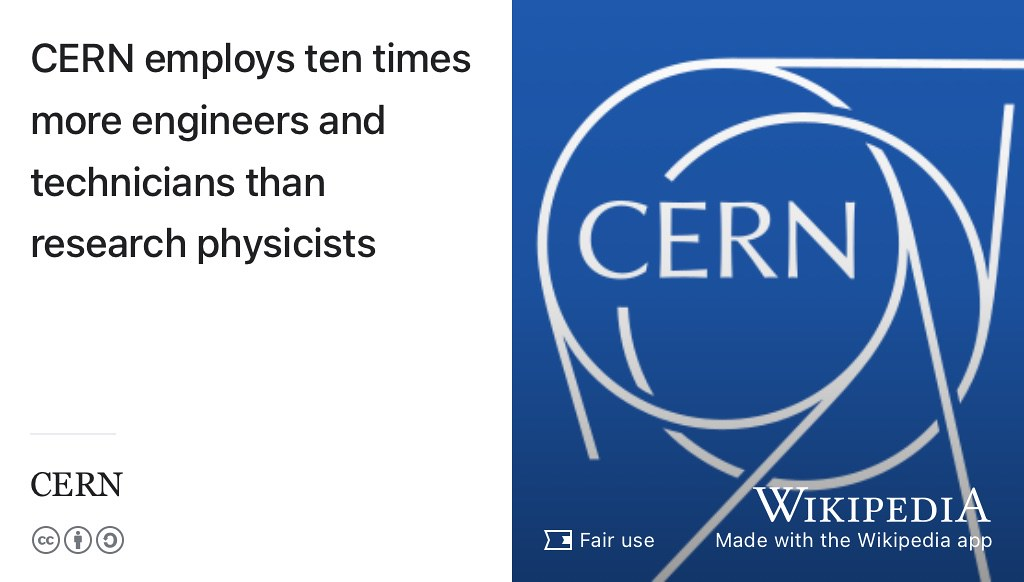 CERN employs ten times
more engineers and
technicians than
research physicists
CERN
cc
CERN
WIKIPEDIA
Fair use
Made with the Wikipedia app